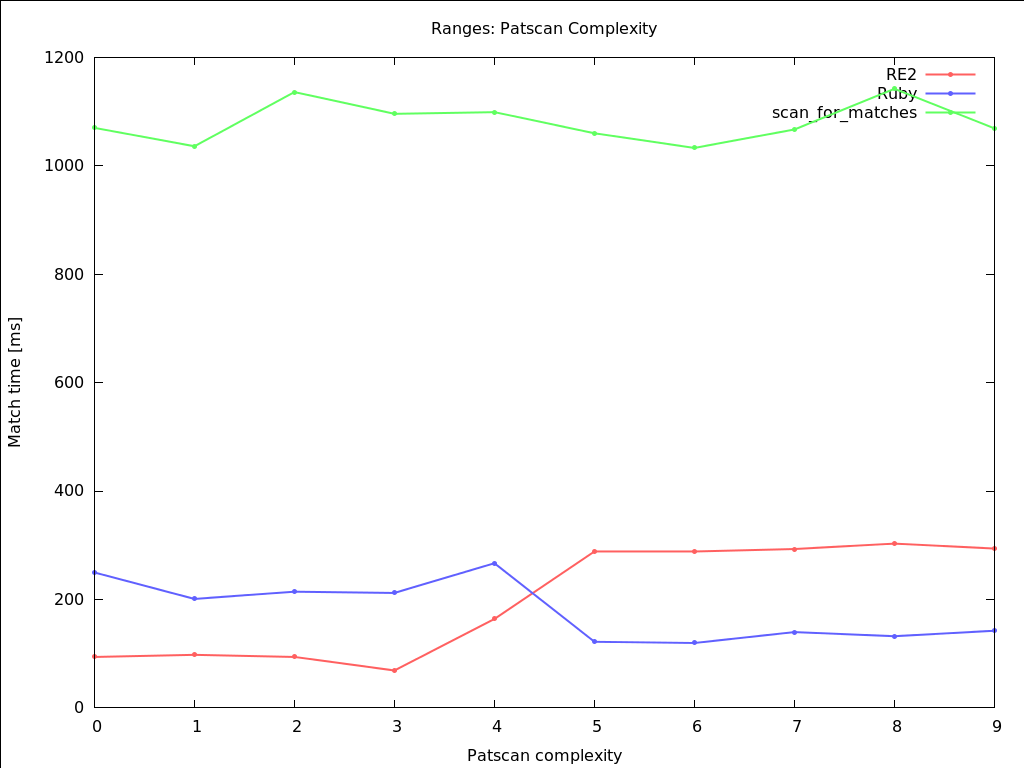 Ranges: Patscan Complexity
1200
1000
800
600
400
200
0
Match time [ms]
RE2
Ruby
scan_for_matches
0 1 2 3 4 5 6 7 8 9
Patscan complexity